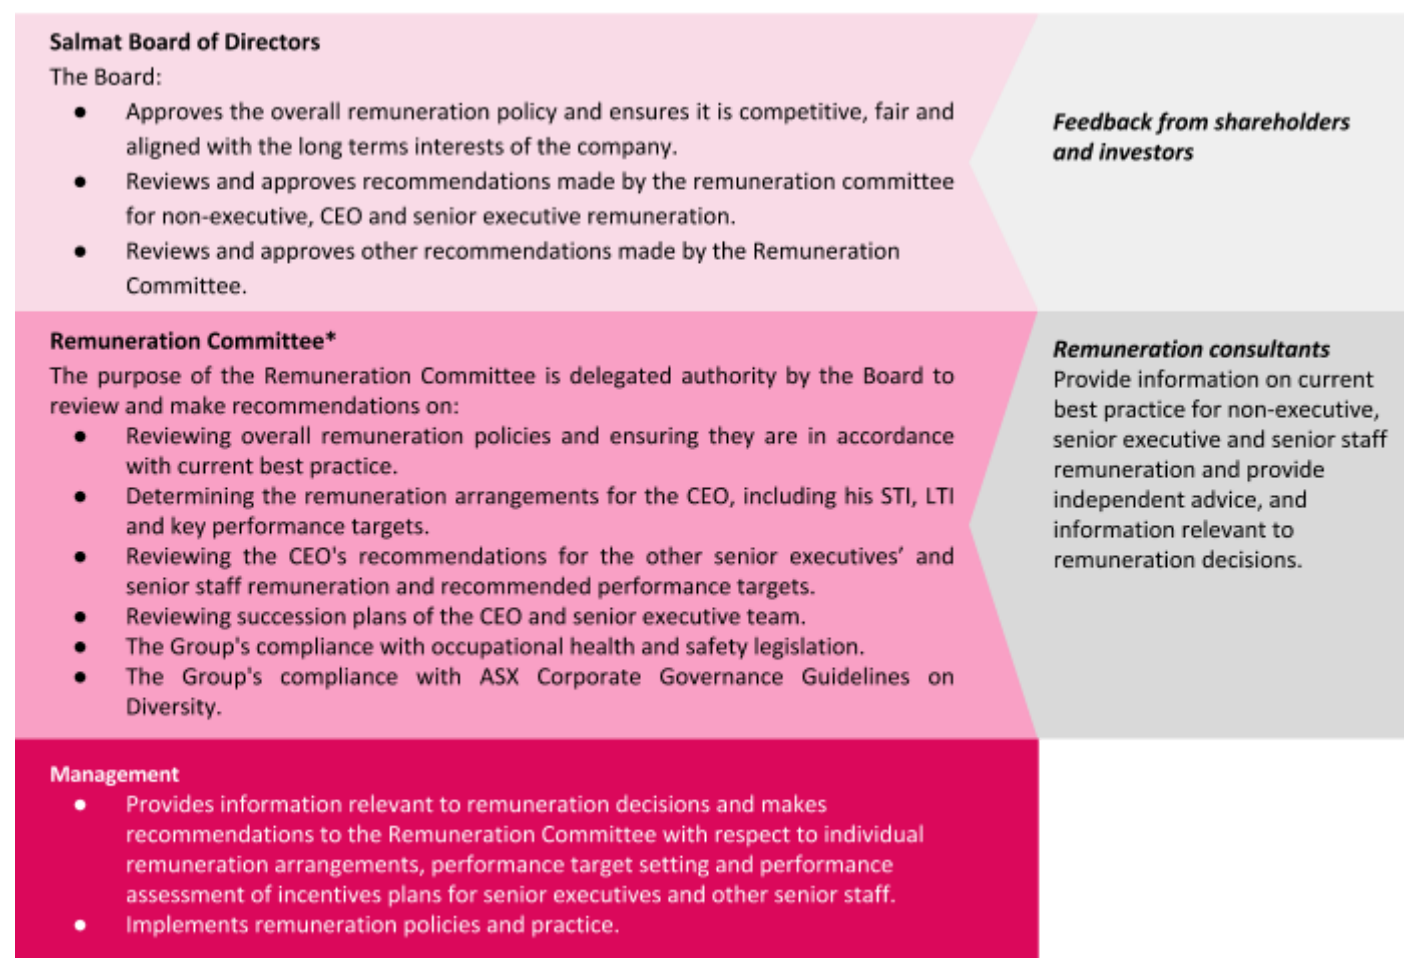 Salmat Board of Directors
The Board:
● Approves the overall remuneration policy and ensures it is competitive, fair and
aligned with the long terms interests of the company.
● Reviews and approves recommendations made by the remuneration committee
for non-executive, CEO and senior executive remuneration.
● Reviews and approves other recommendations made by the Remuneration
Committee.
Feedback from shareholders
and investors
Remuneration Committee*
The purpose of the Remuneration Committee is delegated authority by the Board to
review and make recommendations on:
● Reviewing overall remuneration policies and ensuring they are in accordance
with current best practice.
● Determining the remuneration arrangements for the CEO, including his STI, LTI
and key performance targets.
● Reviewing the CEO's recommendations for the other senior executives’ and
senior staff remuneration and recommended performance targets.
● Reviewing succession plans of the CEO and senior executive team.
● The Group's compliance with occupational health and safety legislation.
● The Group's compliance with ASX Corporate Governance Guidelines on
Diversity.
Remuneration consultants
Provide information on current
best practice for non-executive,
senior executive and senior staff
remuneration and provide
independent advice, and
information relevant to
remuneration decisions.
Management
● Provides information relevant to remuneration decisions and makes
recommendations to the Remuneration Committee with respect to individual
remuneration arrangements, performance target setting and performance
assessment of incentives plans for senior executives and other senior staff.
● Implements remuneration policies and practice.